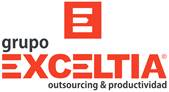 E
grupo
EXCELTIA®
outsourcing & productividad